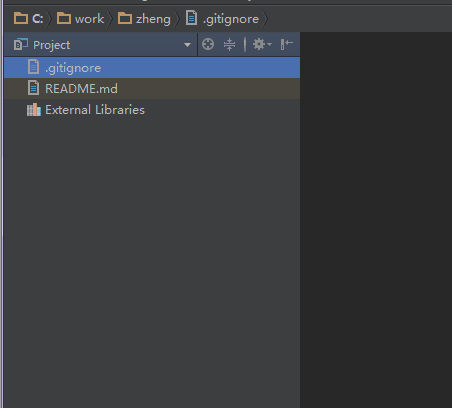 C: work zheng .gitignore
Project
.gitignore
README.md
External Libraries